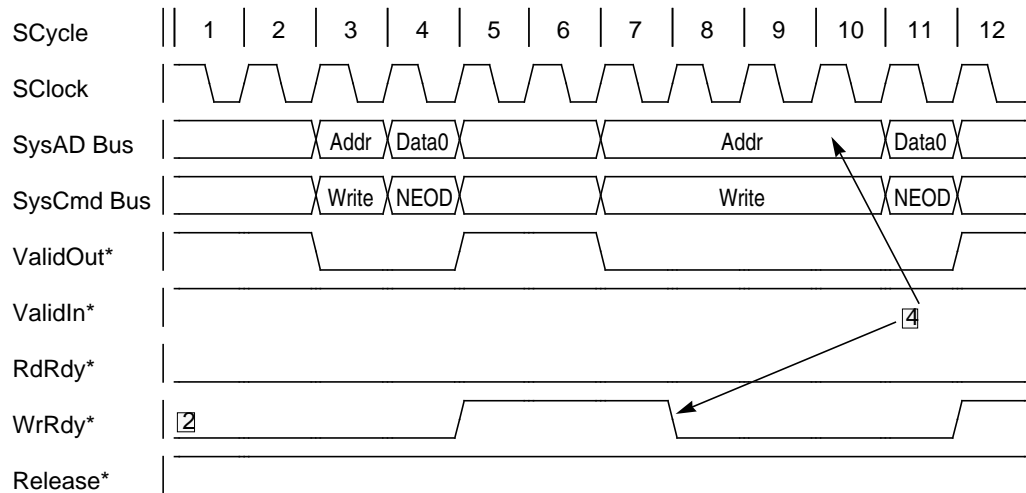 SCycle 1 2 3 4 5 6 7 8 9 10 11 12
SClock
SysAD Bus Addr Data0 Addr Data0
SysCmd Bus Write NEOD Write NEOD
ValidOut*
ValidIn*
4
RdRdy*
WrRdy* 2
Release*